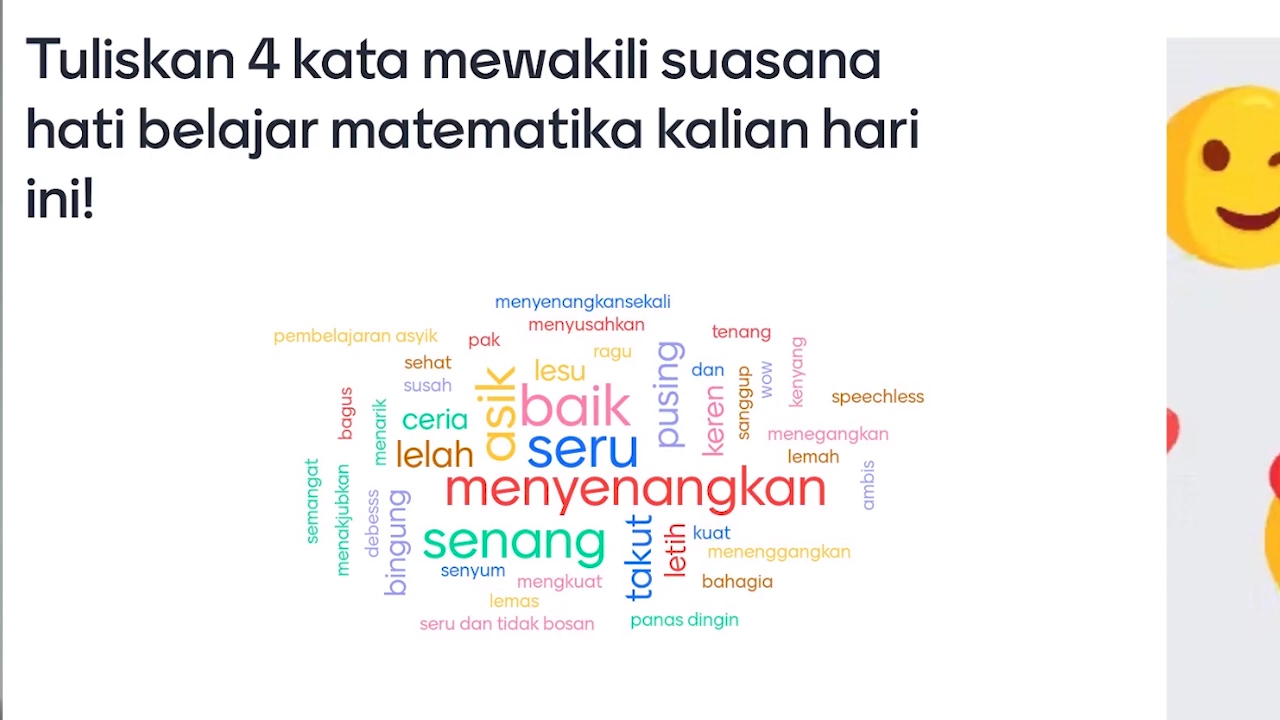 Tuliskan 4 kata mewakili suasana
hati belajar matematika kalian hari
ini!
menyenangkansekali
menyusahkan
pembelajaran asyik
pak
tenang
ragu
sehat
lesu
pusing
dan
wow
kenyang
susah
asik
baik
keren
sanggup
speechless
bagus
menarik
ceria
menegangkan
lelah
seru
lemah
ambis
menyenangkan
semangat
menakjubkan
debesss
bingung
senang
takut
letih
kuat
menenggangkan
senyum
mengkuat
bahagia
lemas
seru dan tidak bosan
panas dingin